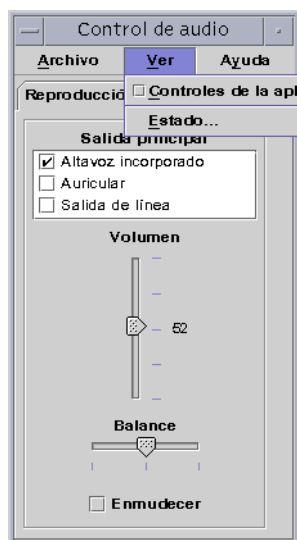 Control de audio
Archivo Ver Ayuda
Reproducció
Controles de la apl
Estado...
Salida principal
Altavoz incorporado
Auricular
Salida de línea
Volumen
52
Balance
Enmudecer